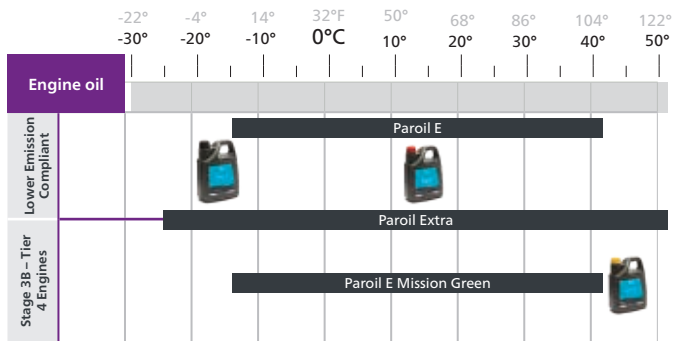 -22° -4° 14° 32°F 50° 68° 86° 104° 122°
-30° -20° -10° 0°C 10° 20° 30° 40° 50°
Engine oil
Lower Emission
Compliant
Paroil E
Paroil Extra
Stage 3B – Tier
4 Engines
Paroil E Mission Green